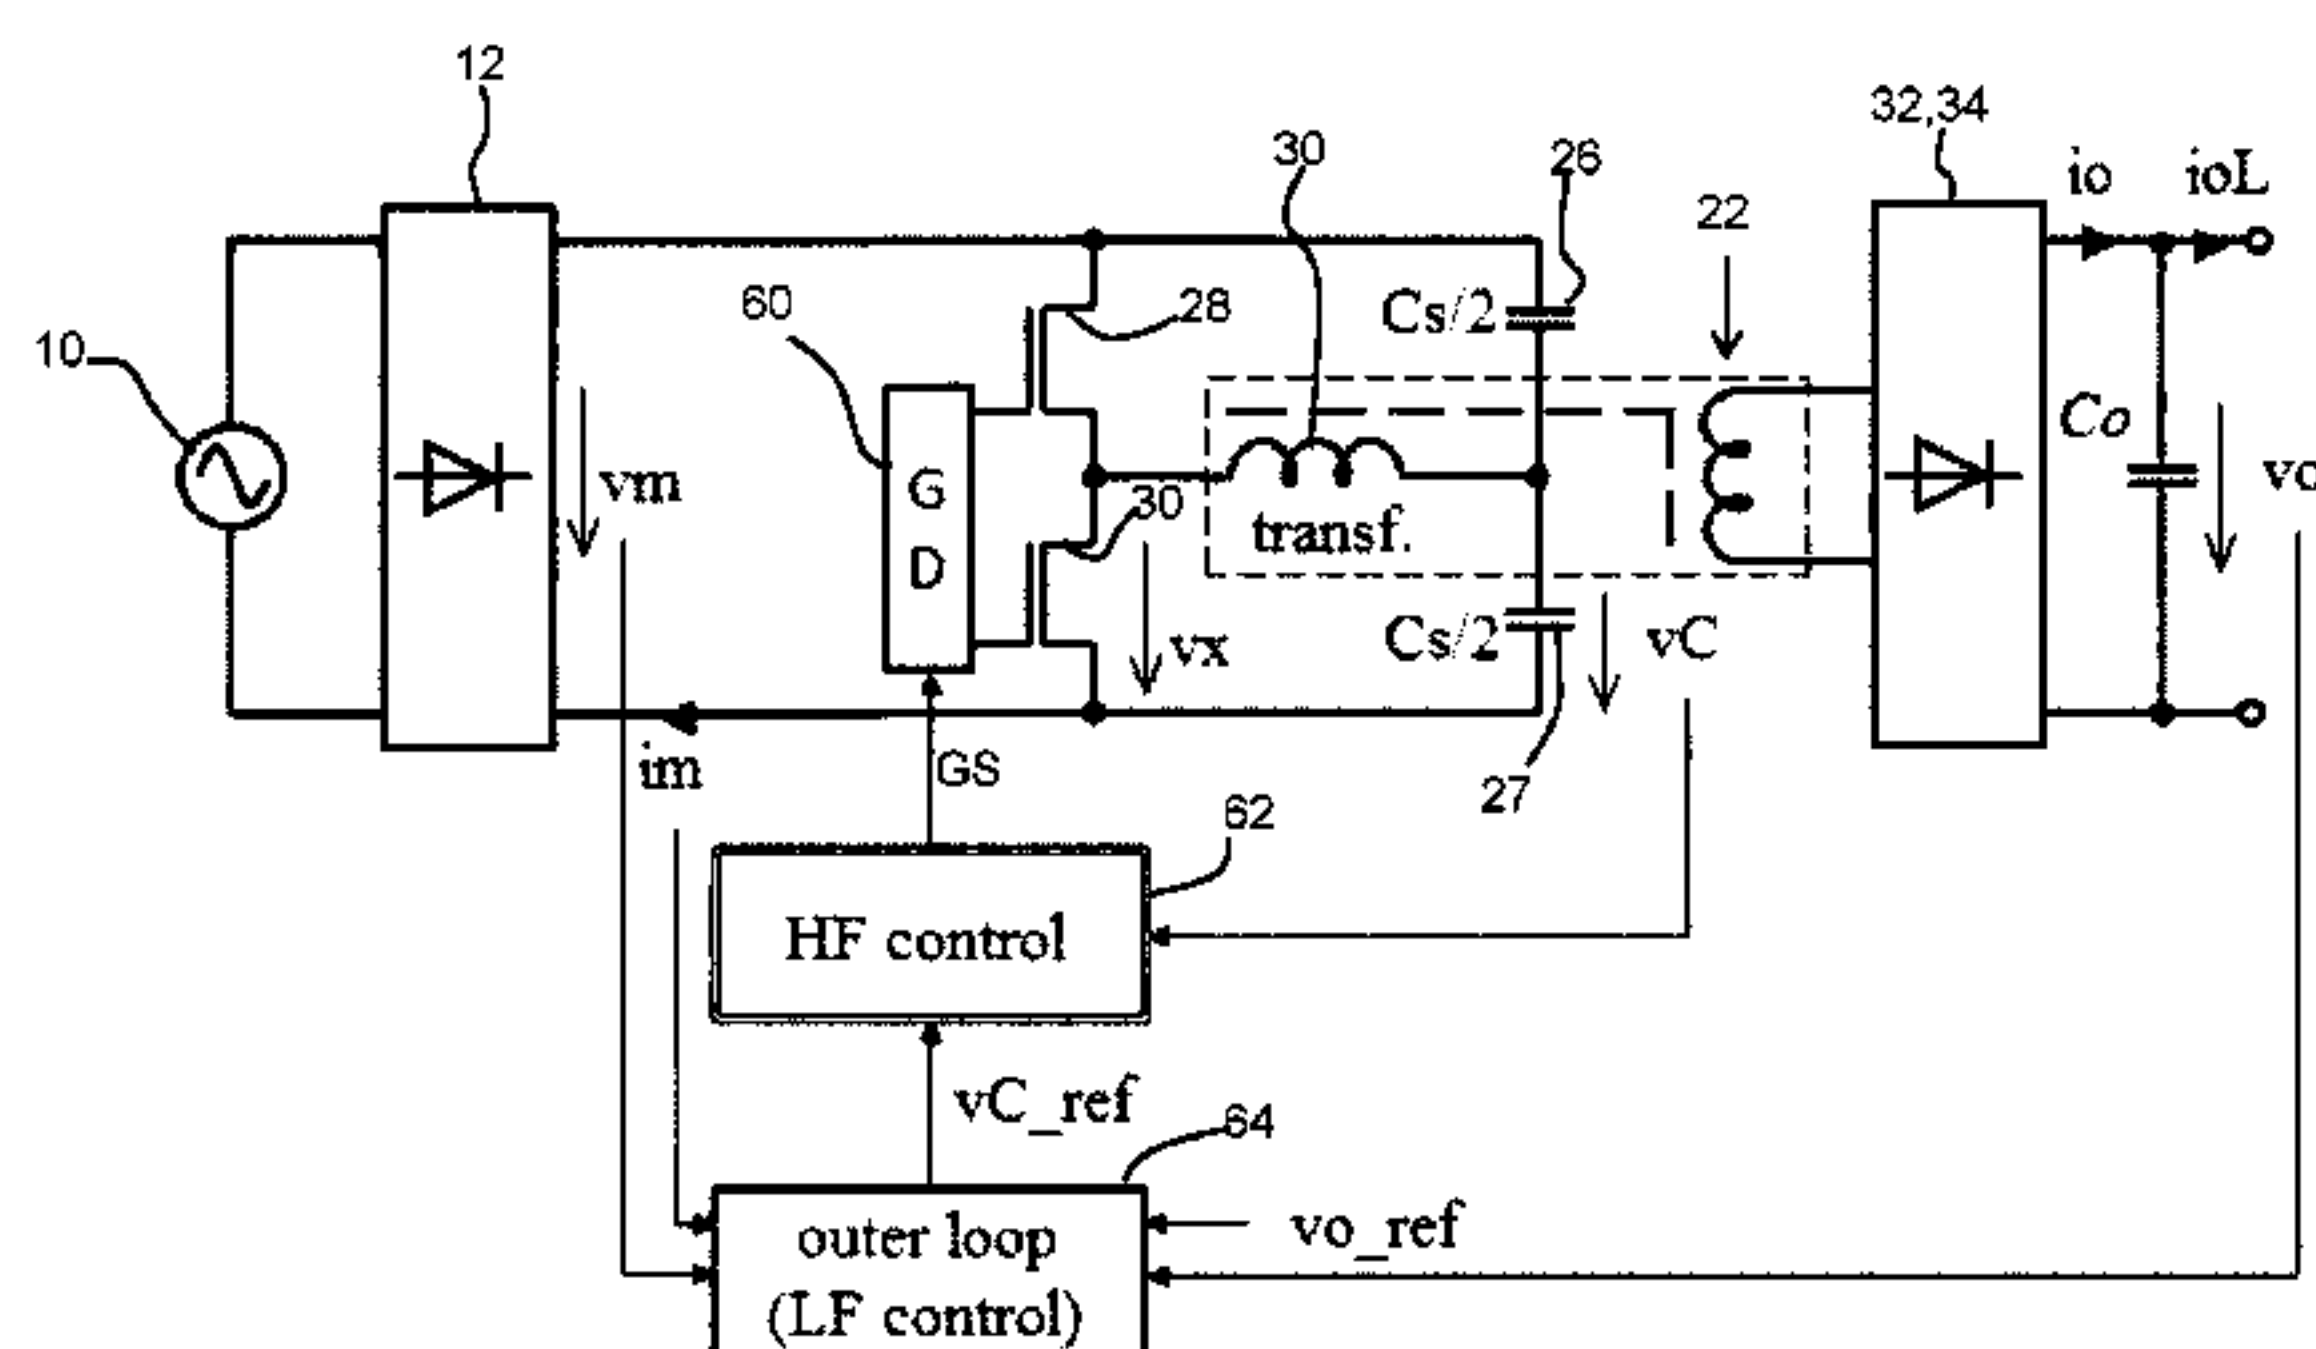 12
32,34
30
26
io
ioL
22
60
28
Cs/2
10
Co
G
D
vm
30
vo
transf.
vx
Cs/2
vC
im
GS
27
62
HF control
vC_ref
64
outer loop
(LF control)
vo_ref